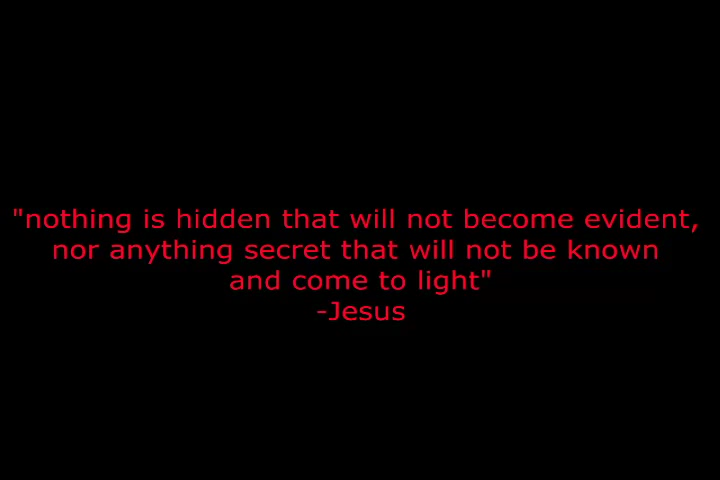 "nothing is hidden that will not become evident,
nor anything secret that will not be known
and come to light"
-Jesus